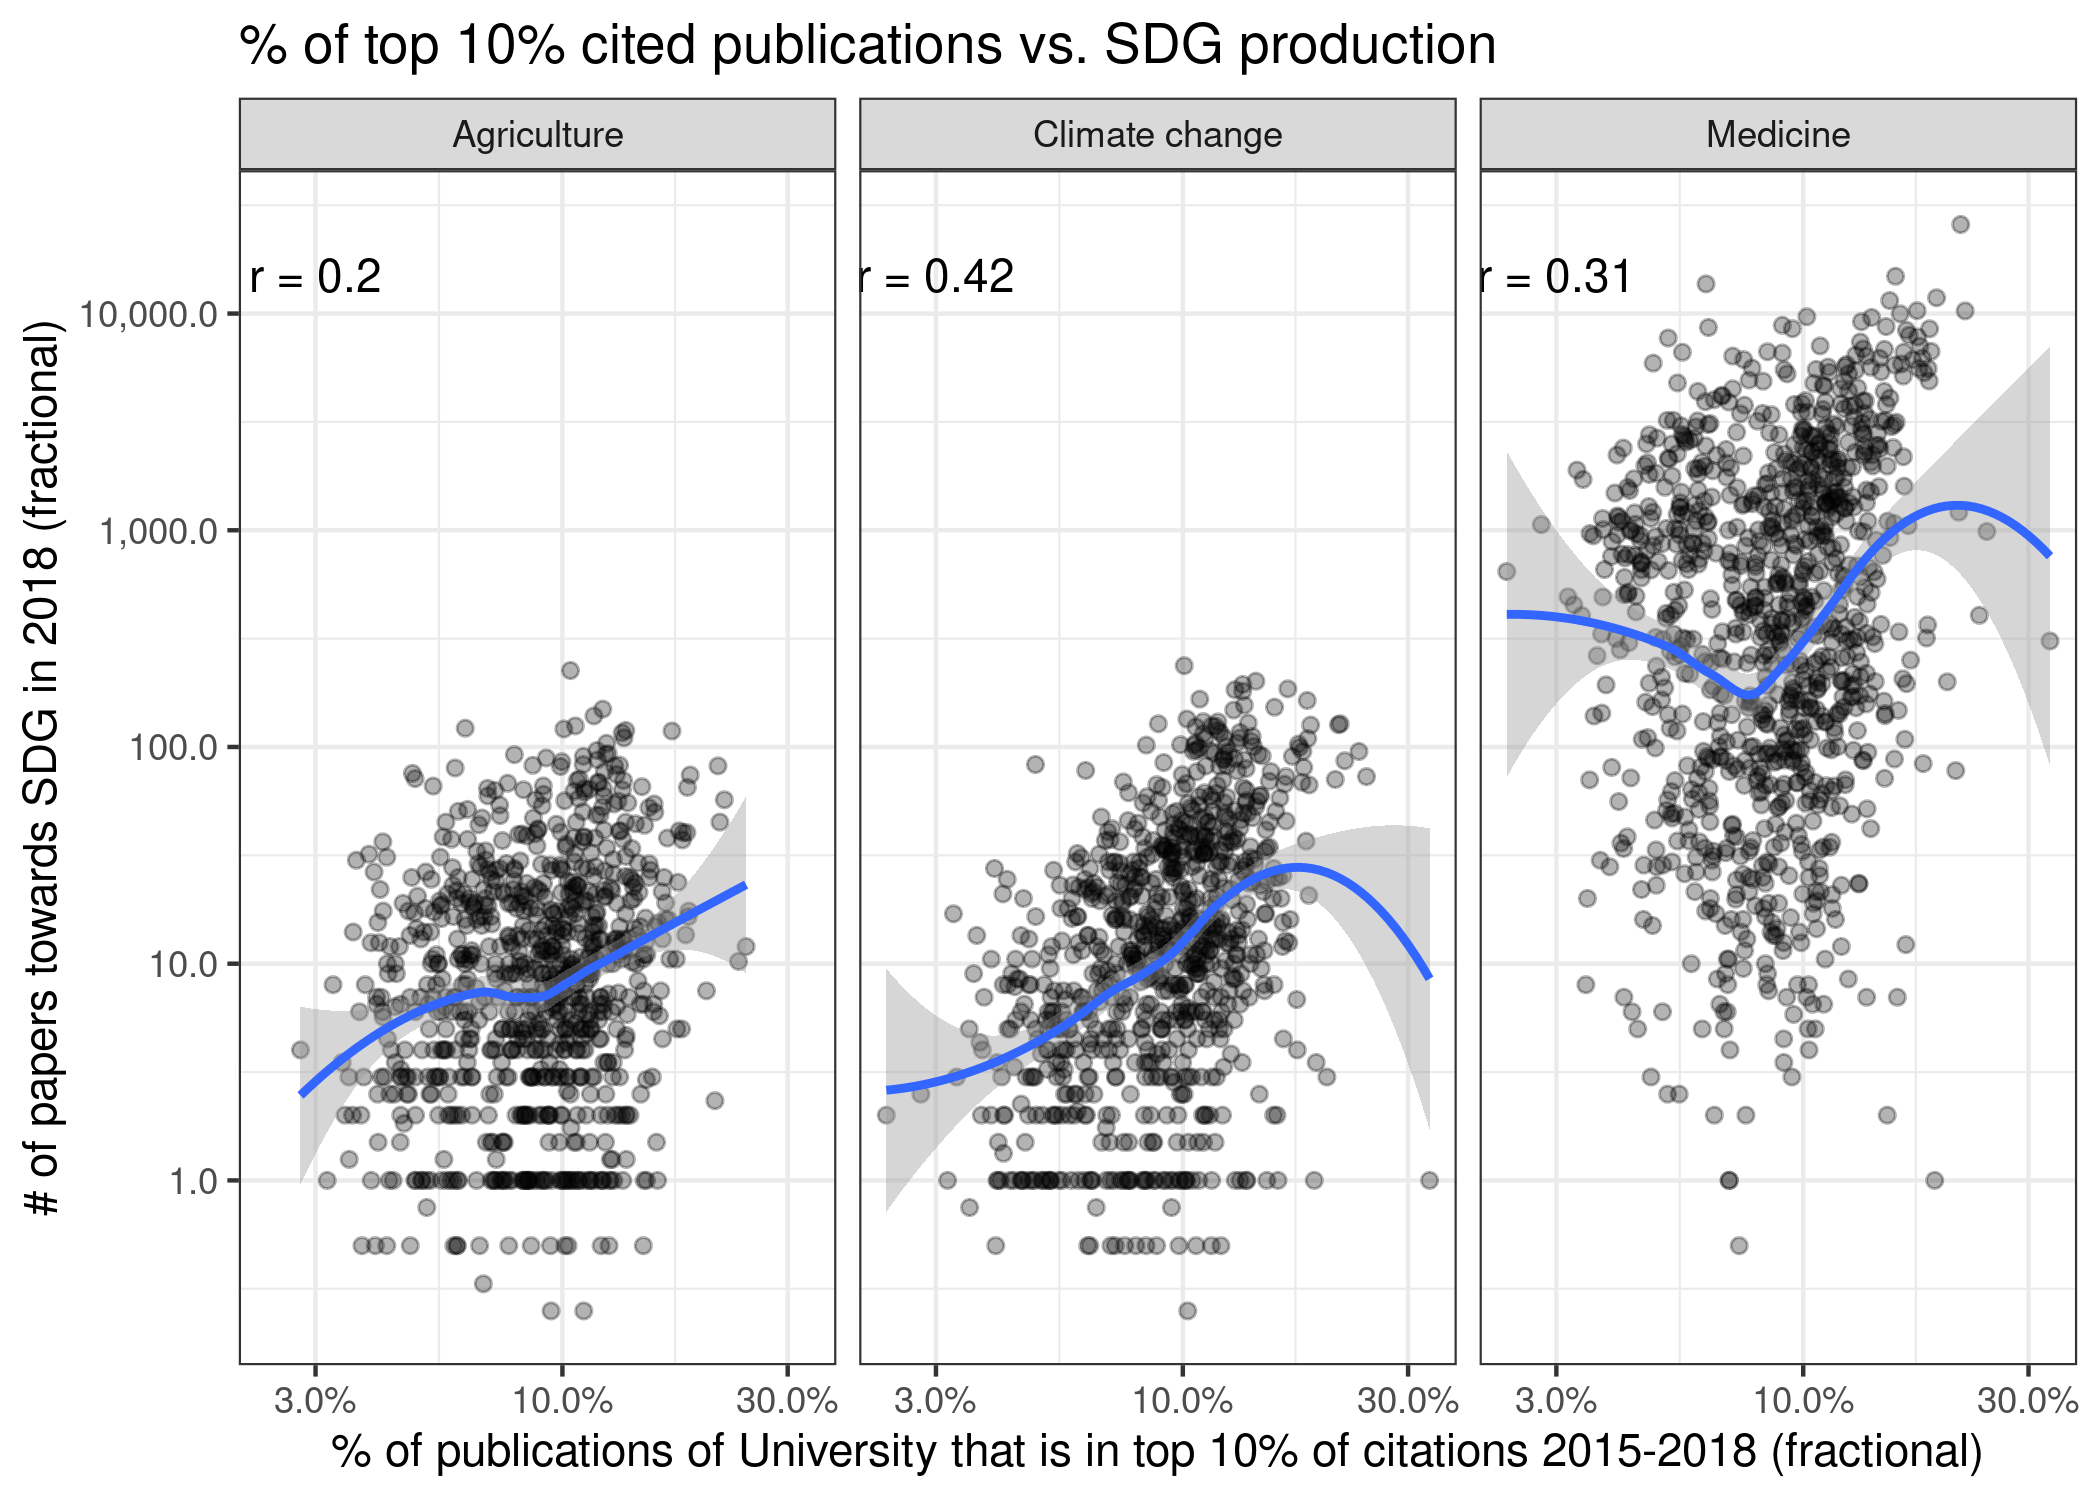 % of top 10% cited publications vs. SDG production
Agriculture
Climate change
Medicine
r = 0.2
r = 0.42
r = 0.31
# of papers towards SDG in 2018 (fractional)
10,000.0
1,000.0
100.0
10.0
1.0
3.0%
10.0%
30.0%
3.0%
10.0%
30.0%
3.0%
10.0%
30.0%
% of publications of University that is in top 10% of citations 2015-2018 (fractional)